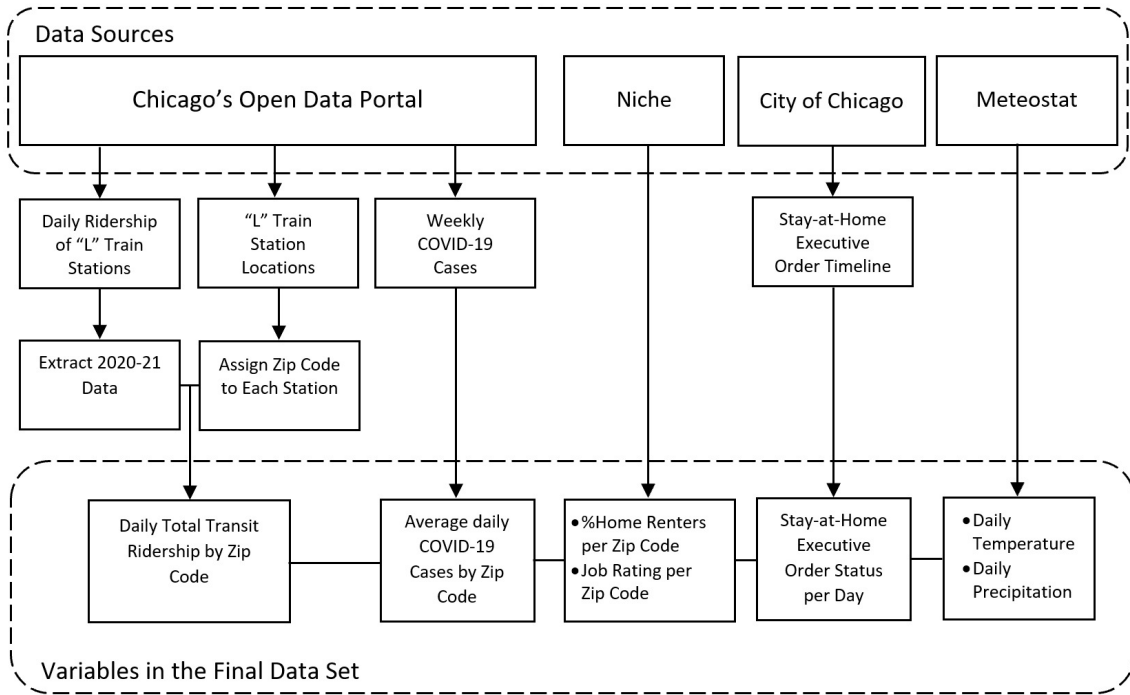 Data Sources
Chicago’s Open Data Portal
Niche
City of Chicago
Meteostat
Daily Ridership
of “L” Train
Stations
“L” Train
Station
Locations
Weekly
COVID-19
Cases
Stay-at-Home
Executive
Order Timeline
Extract 2020-21
Data
Assign Zip Code
to Each Station
Daily Total Transit
Ridership by Zip
Code
Average daily
COVID-19
Cases by Zip
Code
•%Home Renters
per Zip Code
•Job Rating per
Zip Code
Stay-at-Home
Executive
Order Status
per Day
•Daily
Temperature
•Daily
Precipitation
Variables in the Final Data Set